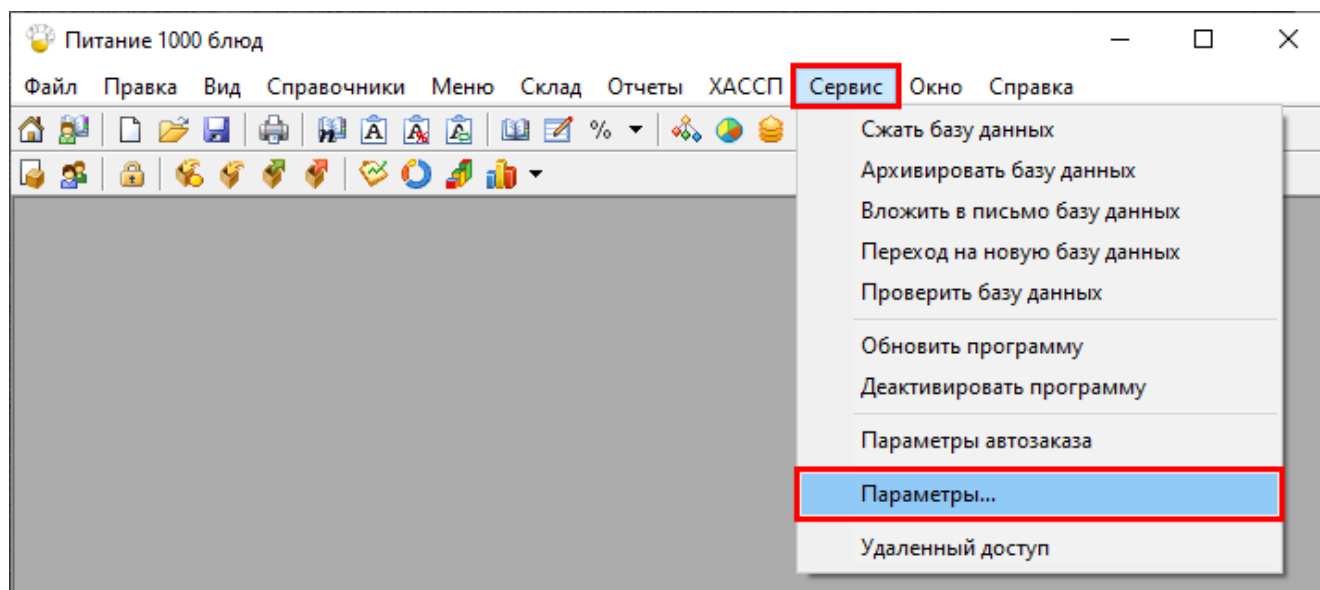 Питание 1000 блюд
Файл Правка Вид Справочники Меню Склад Отчеты ХАССП Сервис Окно Справка
%
Сжать базу данных
Архивировать базу данных
Вложить в письмо базу данных
Переход на новую базу данных
Проверить базу данных
Обновить программу
Деактивировать программу
Параметры автозаказа
Параметры...
Удаленный доступ